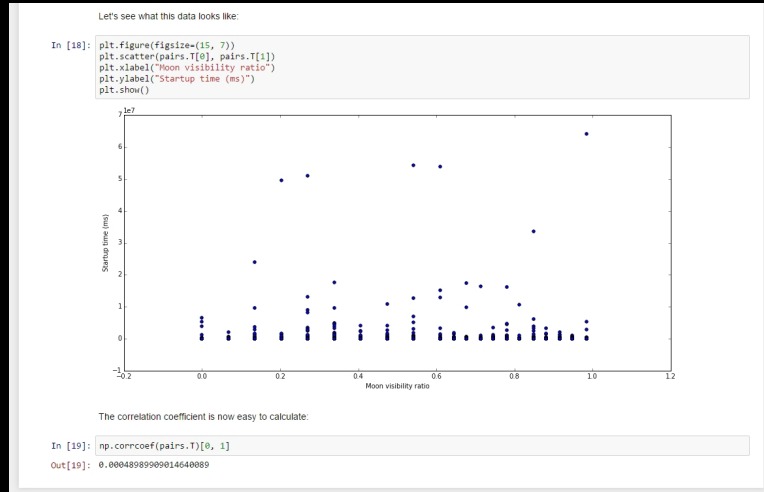 Let's see what this data looks like:
In [18]: plt.figure(figsize=(15, 7))
plt.scatter(pairs.T[0], pairs.T[1])
plt.xlabel("Moon visibility ratio")
plt.ylabel("Startup time (ms)")
plt.show()
1e7
7
6
5
4
3
2
1
0
−1
Startup time (ms)
−0.2 0.0 0.2 0.4 0.6 0.8 1.0 1.2
Moon visibility ratio
The correlation coefficient is now easy to calculate:
In [19]: np.corrcoef(pairs.T)[0, 1]
Out[19]: 0.00048989909014640089